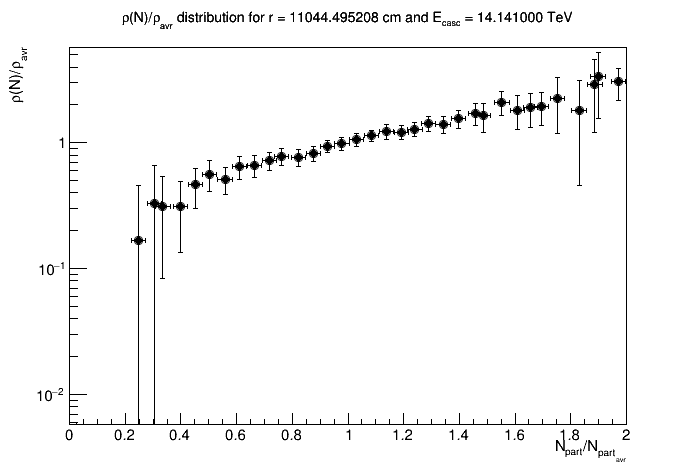 ρ(N)/ρavr distribution for r = 11044.495208 cm and Ecasc = 14.141000 TeV
ρ(N)/ρavr
1
10−1
10−2
0 0.2 0.4 0.6 0.8 1 1.2 1.4 1.6 1.8 2
Npart/Npartavr